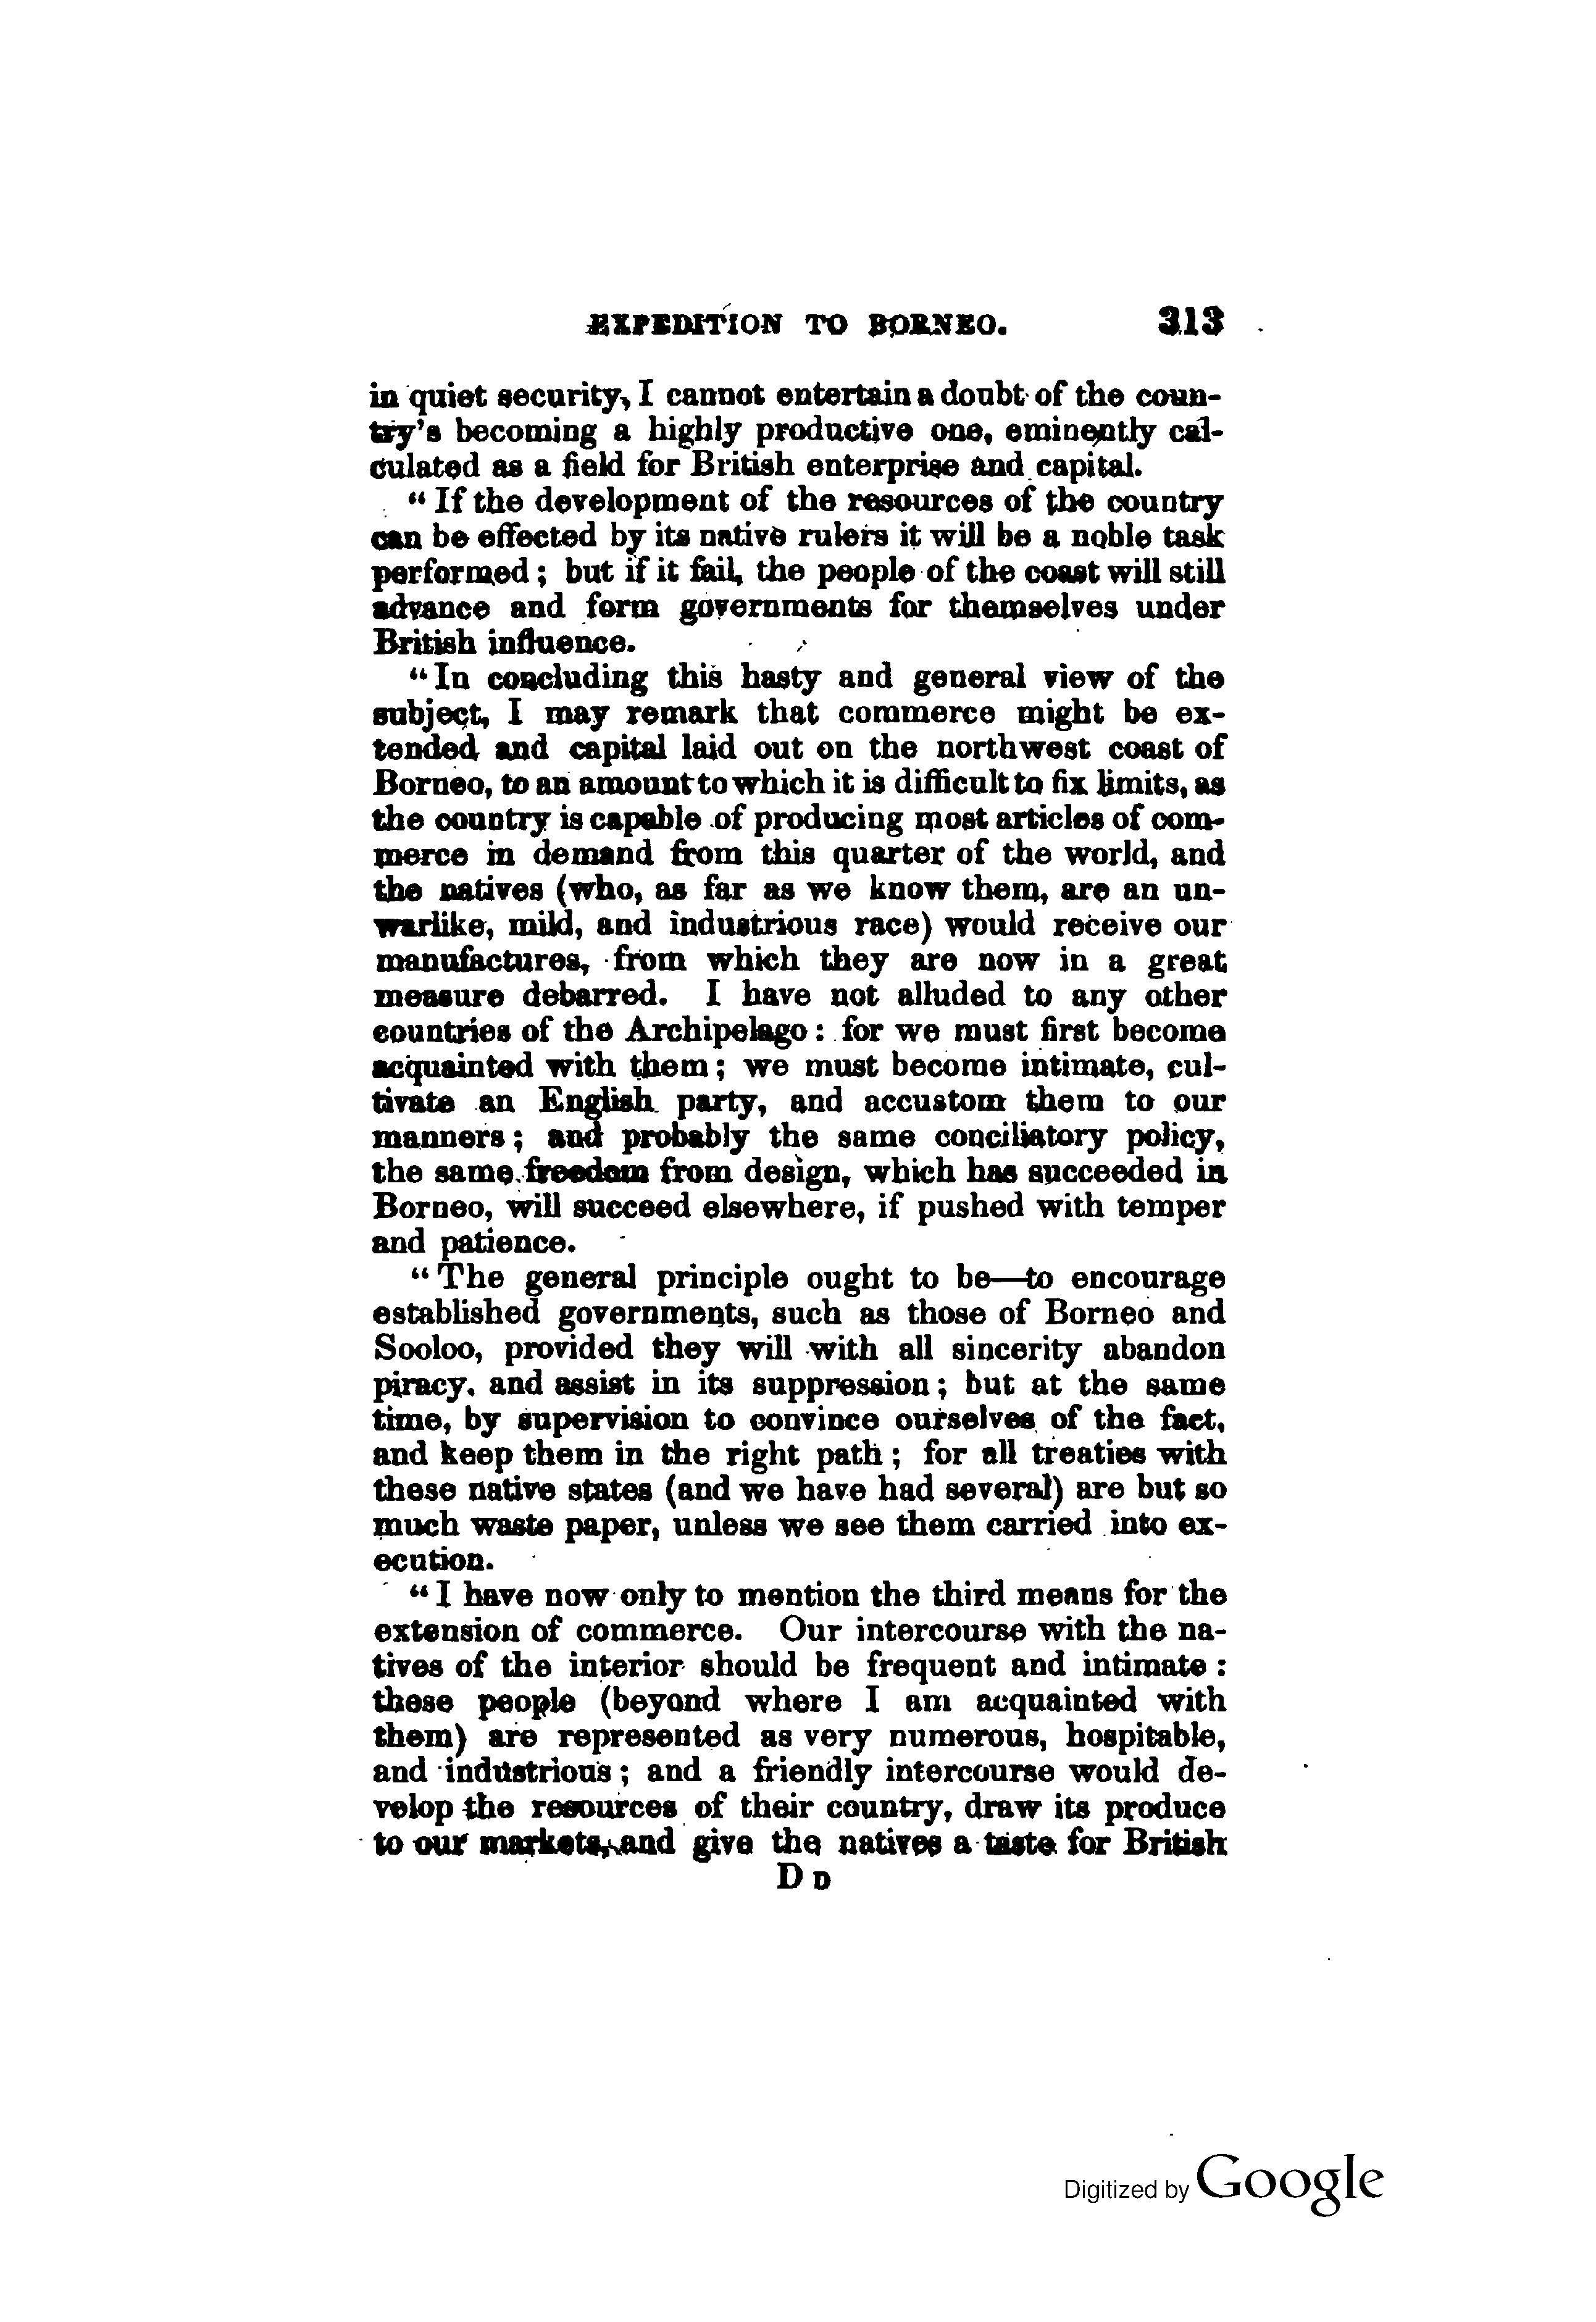 EXPEDITION TO BORNEO. 313
in quiet security, I cannot entertain a doubt of the coun-
try's becoming a highly productive one, eminently cal-
culated as a field for British enterprise and capital.
“ If the development of the resources of the country
can be effected by its native rulers it will be a noble task
performed ; but if it fail, the people of the coast will still
advance and form governments for themselves under
British influence.
“ In concluding this hasty and general view of the
subject, I may remark that commerce might be ex-
tended and capital laid out on the northwest coast of
Borneo, to an amount to which it is difficult to fix limits, as
the country is capable of producing most articles of com-
merce in demand from this quarter of the world, and
the natives (who, as far as we know them, are an un-
warlike, mild, and industrious race) would receive our
manufactures, from which they are now in a great
measure debarred. I have not alluded to any other
countries of the Archipelago : for we must first become
acquainted with them ; we must become intimate, cul-
tivate an English party, and accustom them to our
manners ; and probably the same conciliatory policy,
the same freedom from design, which has succeeded in
Borneo, will succeed elsewhere, if pushed with temper
and patience.
“ The general principle ought to be—to encourage
established governments, such as those of Borneo and
Sooloo, provided they will with all sincerity abandon
piracy, and assist in its suppression ; but at the same
time, by supervision to convince ourselves of the fact,
and keep them in the right path ; for all treaties with
these native states (and we have had several) are but so
much waste paper, unless we see them carried into ex-
ecution.
“ I have now only to mention the third means for the
extension of commerce. Our intercourse with the na-
tives of the interior should be frequent and intimate :
these people (beyond where I am acquainted with
them) are represented as very numerous, hospitable,
and industrious ; and a friendly intercourse would de-
velop the resources of their country, draw its produce
to our markets, and give the natives a taste for British
D D
Digitized by Google